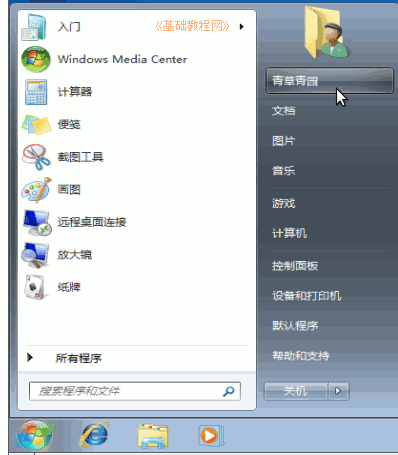 入门
《基础教程网》
Windows Media Center
计算器
便笺
截图工具
画图
远程桌面连接
放大镜
纸牌
所有程序
搜索程序和文件
青草青园
文档
图片
音乐
游戏
计算机
控制面板
设备和打印机
默认程序
帮助和支持
关机